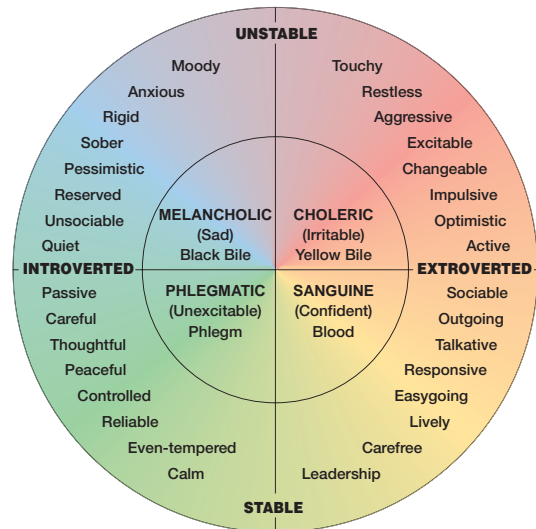 UNSTABLE
Moody
Anxious
Rigid
Sober
Pessimistic
Reserved
Unsociable
Quiet
Touchy
Restless
Aggressive
Excitable
Changeable
Impulsive
Optimistic
Active
MELANCHOLIC
(Sad)
Black Bile
CHOLERIC
(Irritable)
Yellow Bile
INTROVERTED
EXTROVERTED
PHLEGMATIC
(Unexcitable)
Phlegm
SANGUINE
(Confident)
Blood
Passive
Careful
Thoughtful
Peaceful
Controlled
Reliable
Even-tempered
Calm
Sociable
Outgoing
Talkative
Responsive
Easygoing
Lively
Carefree
Leadership
STABLE